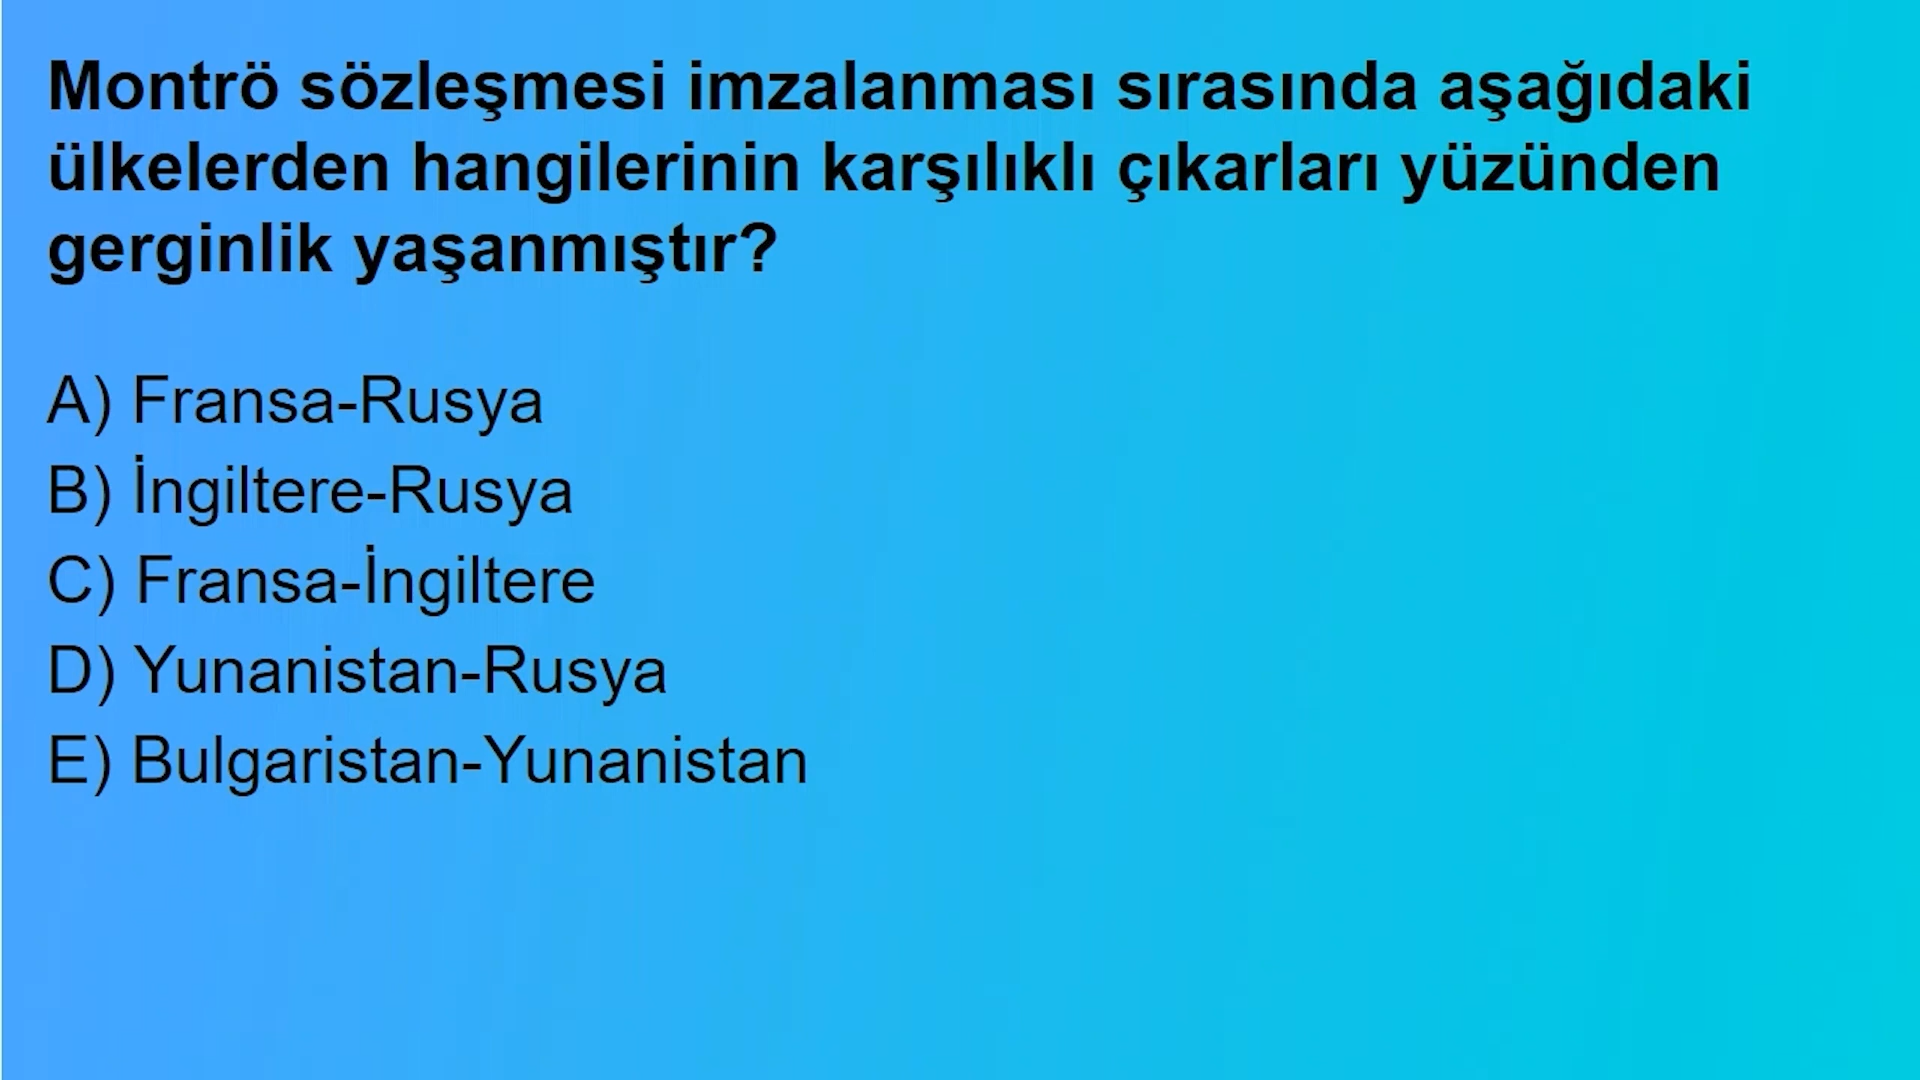 Montrö sözleşmesi imzalanması sırasında aşağıdaki
ülkelerden hangilerinin karşılıklı çıkarları yüzünden
gerginlik yaşanmıştır?
A) Fransa-Rusya
B) İngiltere-Rusya
C) Fransa-İngiltere
D) Yunanistan-Rusya
E) Bulgaristan-Yunanistan